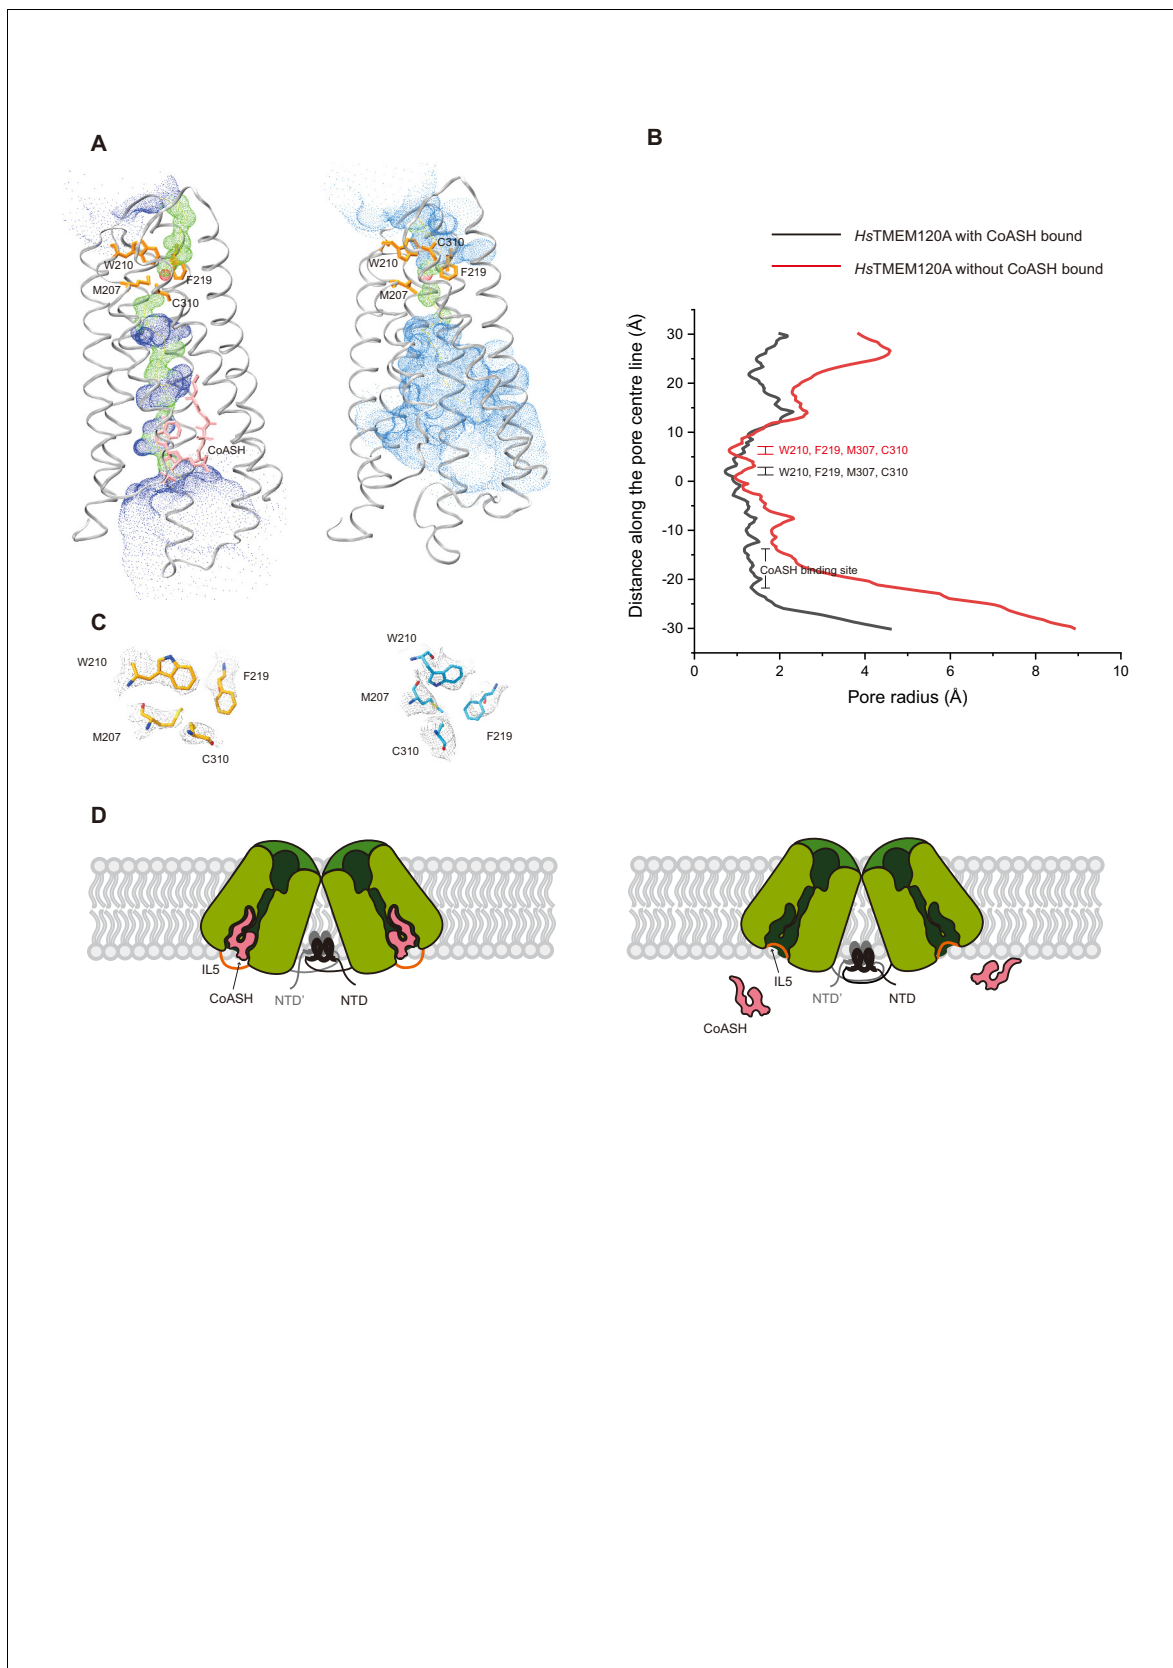 A
W210
F219
M207
C310
CoASH
C310
W210
F219
M207
B
HsTMEM120A with CoASH bound
HsTMEM120A without CoASH bound
Distance along the pore centre line (Å)
30
20
10
0
-10
-20
-30
W210, F219, M307, C310
W210, F219, M307, C310
CoASH binding site
0
2
4
6
8
10
Pore radius (Å)
C
W210
F219
M207
C310
W210
M207
F219
C310
D
IL5
CoASH
NTD'
NTD
IL5
CoASH
NTD'
NTD